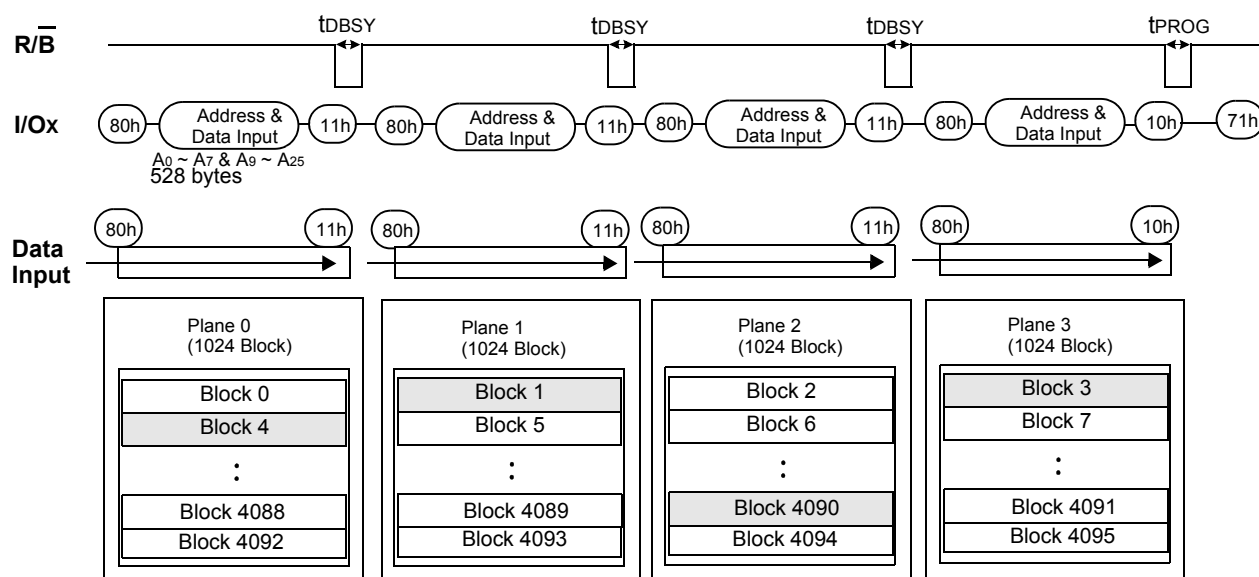 tDBSY tDBSY tDBSY tPROG
R/B
I/Ox 80h Address & Data Input 11h 80h Address & Data Input 11h 80h Address & Data Input 11h 80h Address & Data Input 10h 71h
A0 ~ A7 & A9 ~ A25
528 bytes
Data Input
80h 11h 80h 11h 80h 11h 80h 10h
Plane 0
(1024 Block)
Block 0
Block 4
:
Block 4088
Block 4092
Plane 1
(1024 Block)
Block 1
Block 5
:
Block 4089
Block 4093
Plane 2
(1024 Block)
Block 2
Block 6
:
Block 4090
Block 4094
Plane 3
(1024 Block)
Block 3
Block 7
:
Block 4091
Block 4095